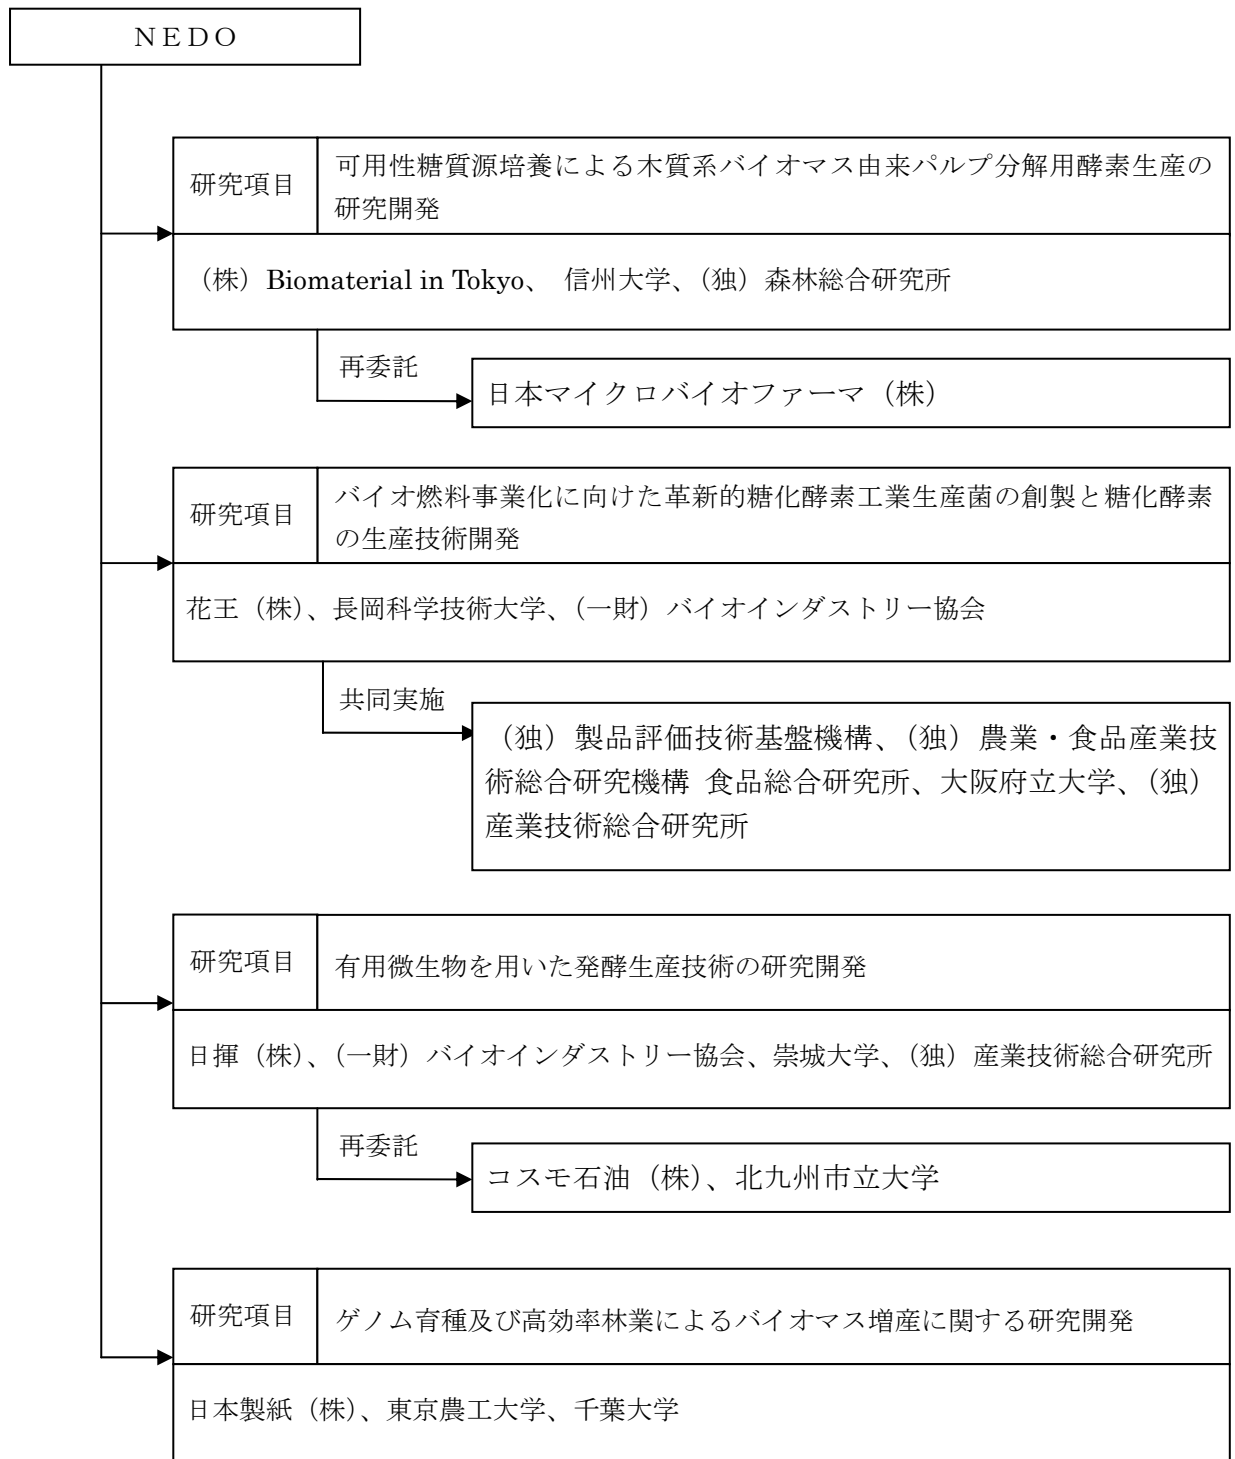 ＮＥＤＯ
研究項目
可用性糖質源培養による木質系バイオマス由来パルプ分解用酵素生産の
研究開発
（株）Biomaterial in Tokyo、 信州大学、（独）森林総合研究所
再委託
日本マイクロバイオファーマ（株）
研究項目
バイオ燃料事業化に向けた革新的糖化酵素工業生産菌の創製と糖化酵素
の生産技術開発
花王（株）、長岡科学技術大学、（一財）バイオインダストリー協会
共同実施
（独）製品評価技術基盤機構、（独）農業・食品産業技
術総合研究機構 食品総合研究所、大阪府立大学、（独）
産業技術総合研究所
研究項目
有用微生物を用いた発酵生産技術の研究開発
日揮（株）、（一財）バイオインダストリー協会、崇城大学、（独）産業技術総合研究所
再委託
コスモ石油（株）、北九州市立大学
研究項目
ゲノム育種及び高効率林業によるバイオマス増産に関する研究開発
日本製紙（株）、東京農工大学、千葉大学